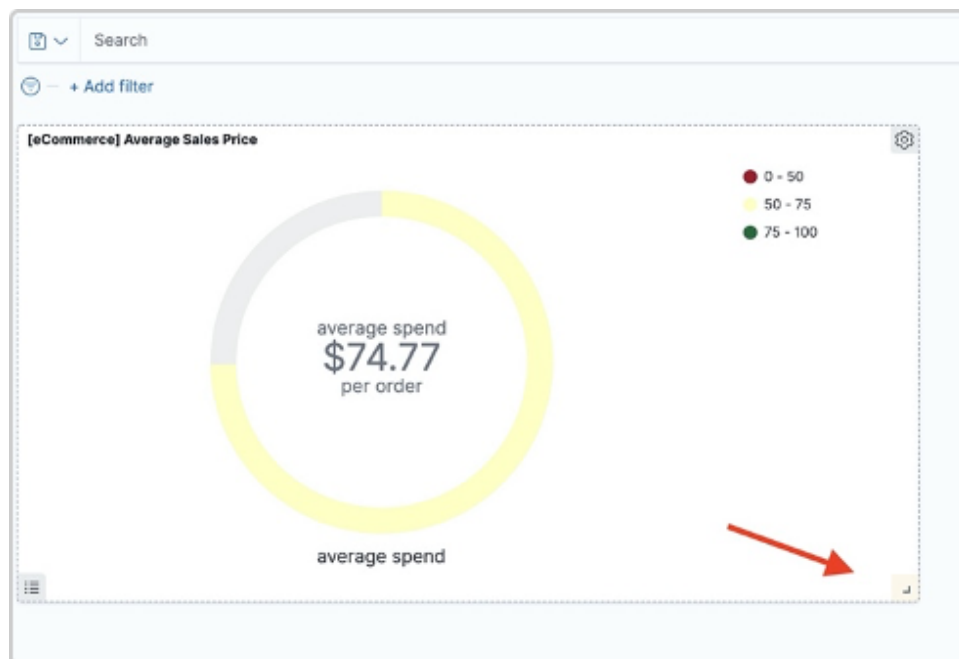 Search
+ Add filter
[eCommerce] Average Sales Price
0 - 50
50 - 75
75 - 100
average spend
$74.77
per order
average spend